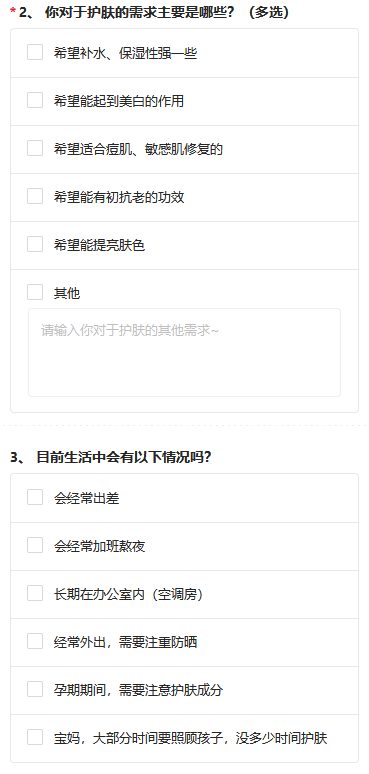 *2、 你对于护肤的需求主要是哪些？（多选）
希望补水、保湿性强一些
希望能起到美白的作用
希望适合痘肌、敏感肌修复的
希望能有初抗老的功效
希望能提亮肤色
其他
请输入你对于护肤的其他需求~
3、 目前生活中会有以下情况吗?
会经常出差
会经常加班熬夜
长期在办公室内（空调房）
经常外出，需要注重防晒
孕期期间，需要注意护肤成分
宝妈，大部分时间要照顾孩子，没多少时间护肤